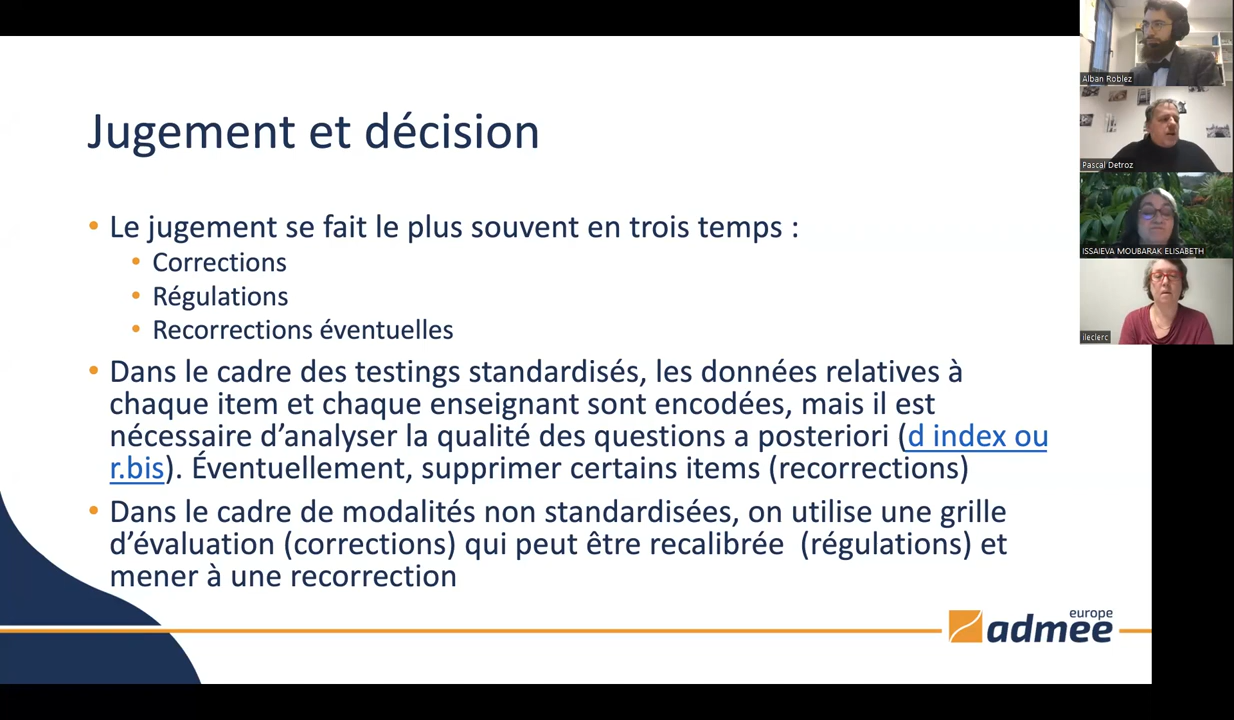 Jugement et décision
• Le jugement se fait le plus souvent en trois temps :
• Corrections
• Régulations
• Recorrections éventuelles
• Dans le cadre des testings standardisés, les données relatives à
chaque item et chaque enseignant sont encodées, mais il est
nécessaire d’analyser la qualité des questions a posteriori (d index ou
r.bis). Éventuellement, supprimer certains items (recorrections)
• Dans le cadre de modalités non standardisées, on utilise une grille
d’évaluation (corrections) qui peut être recalibrée  (régulations) et
mener à une recorrection
europe
admee
Alban Roblez
Pascal Detroz
ISSAIEVA MOUBARAK ELISABETH
ileclerc